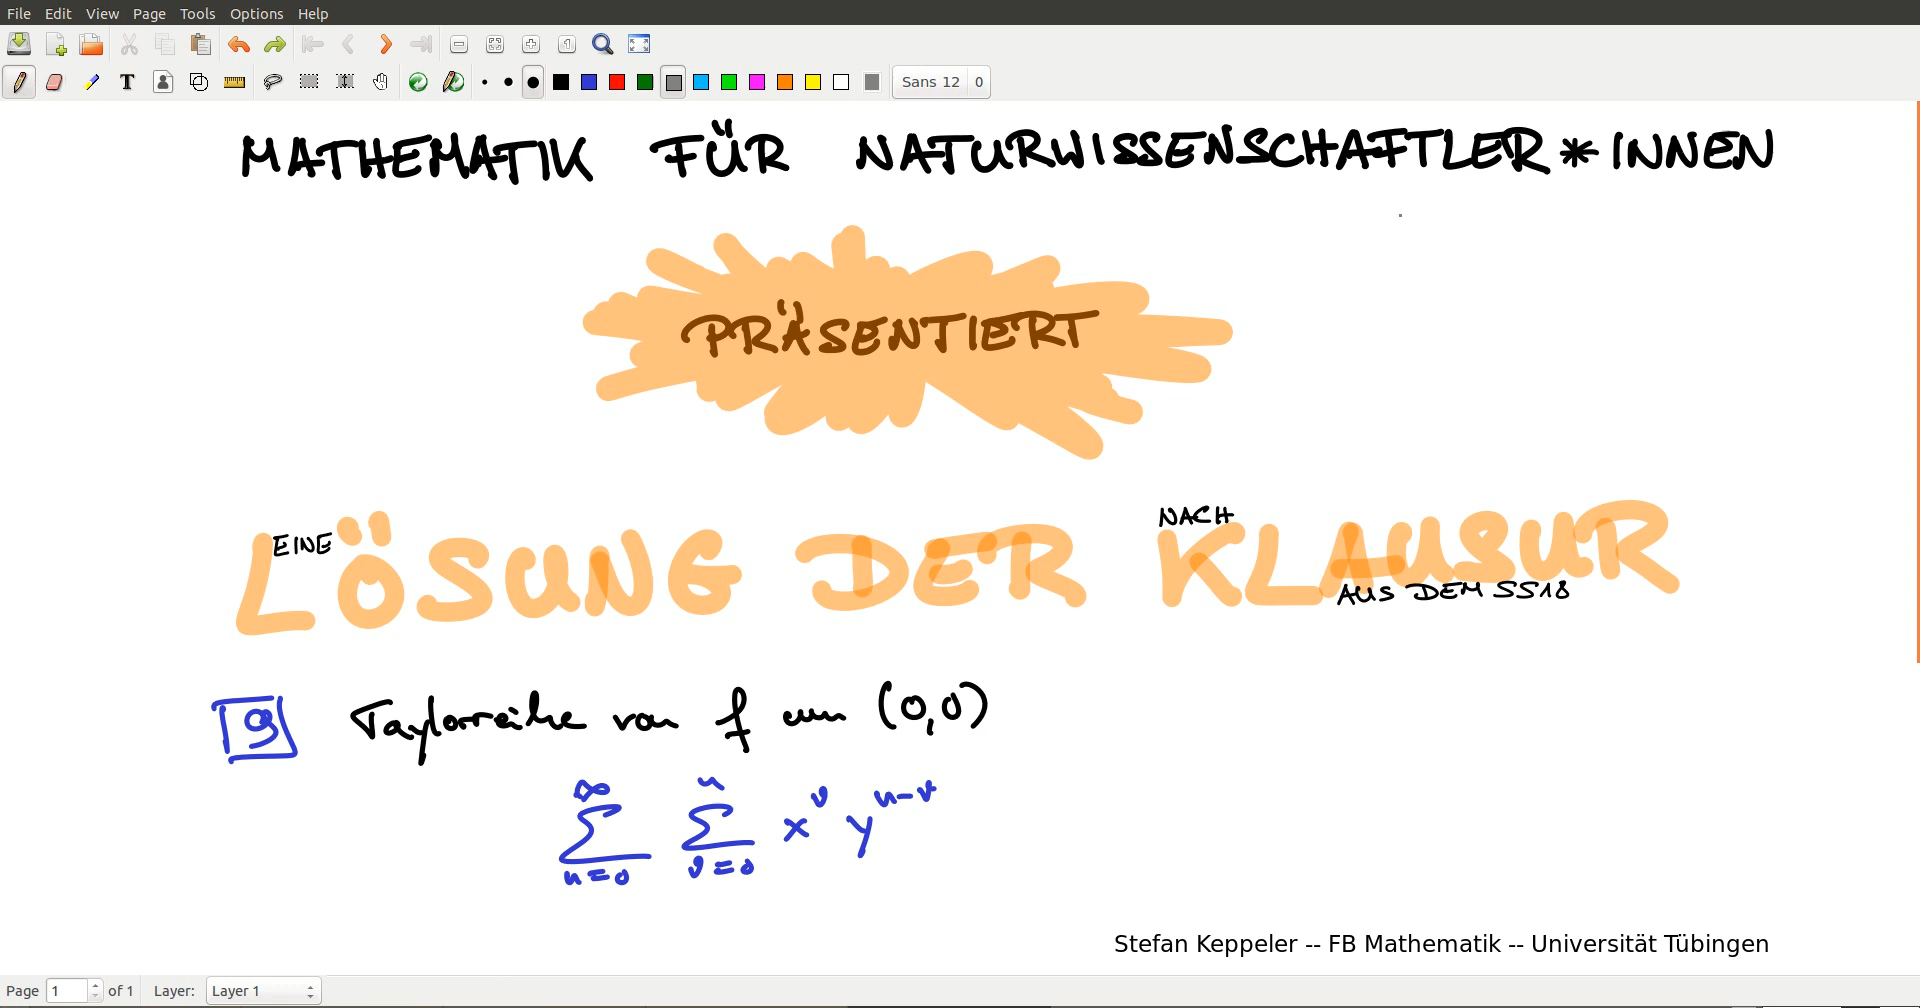 File Edit View Page Tools Options Help
Sans 12 0
MATHEMATIK FÜR NATURWISSENSCHAFTLER*INNEN
PRÄSENTIERT
EINE NACH
LÖSUNG DER KLAUSUR
AUS DEM SS18
9 Taylorreihe von f um (0,0)
∞ n
∑ ∑ x^ν y^{n-ν}
n=0 ν=0
Stefan Keppeler -- FB Mathematik -- Universität Tübingen
Page 1 of 1 Layer: Layer 1